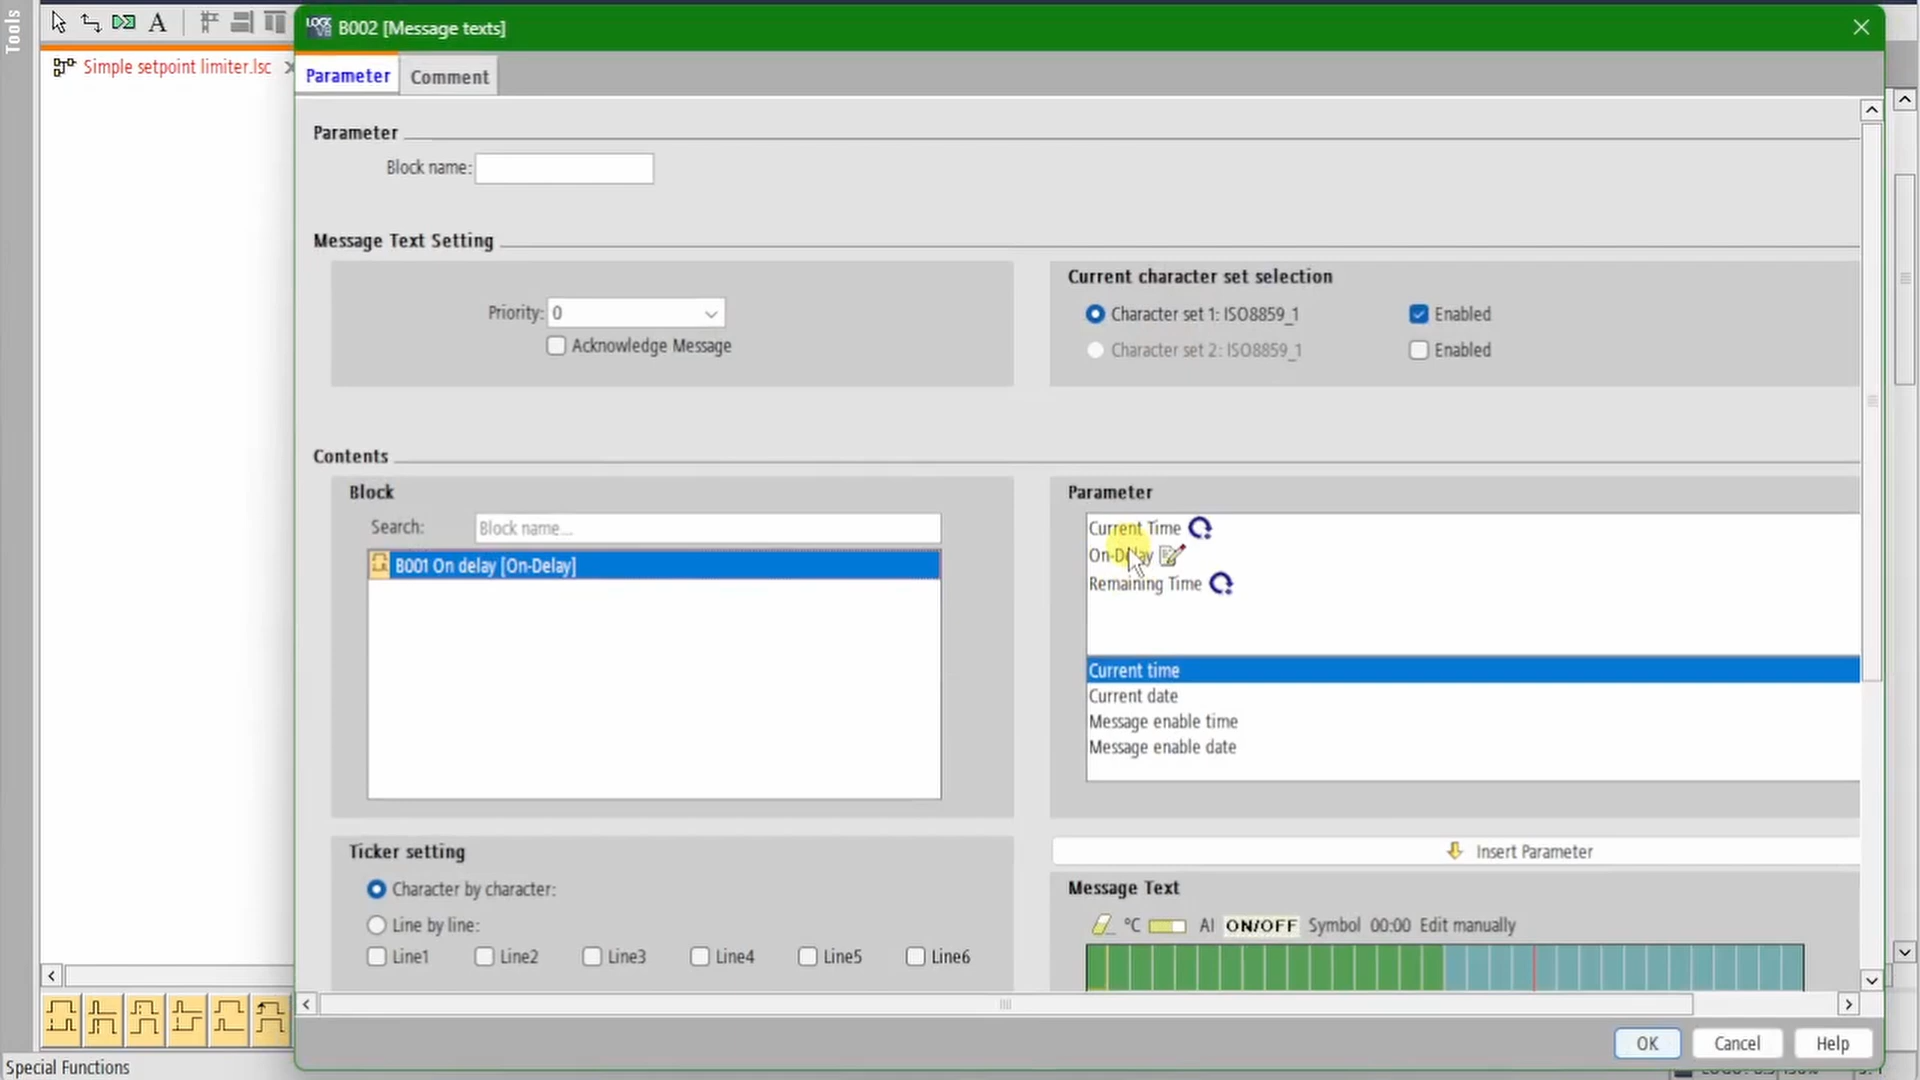 Tools
A
LOGO V8 B002 [Message texts]
Simple setpoint limiter.lsc
Parameter Comment
Parameter
Block name:
Message Text Setting
Priority: 0
Acknowledge Message
Current character set selection
Character set 1: ISO8859_1 Enabled
Character set 2: ISO8859_1 Enabled
Contents
Block
Search: Block name...
B001 On delay [On-Delay]
Parameter
Current Time
On-Delay
Remaining Time
Current time
Current date
Message enable time
Message enable date
Ticker setting
Character by character:
Line by line:
Line1 Line2 Line3 Line4 Line5 Line6
Insert Parameter
Message Text
°C AI ON/OFF Symbol 00:00 Edit manually
OK Cancel Help
Special Functions